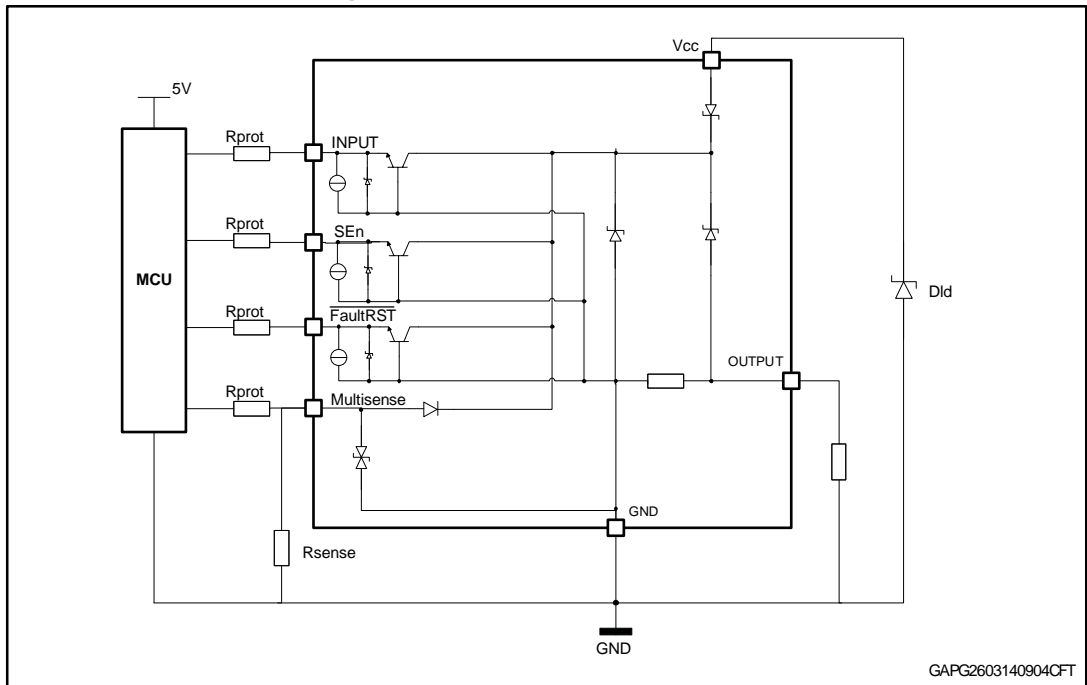 Vcc
5V
Rprot
INPUT
Rprot
SEn
MCU
Dld
Rprot
FaultRST
OUTPUT
Rprot
Multisense
GND
Rsense
GND
GAPG2603140904CFT